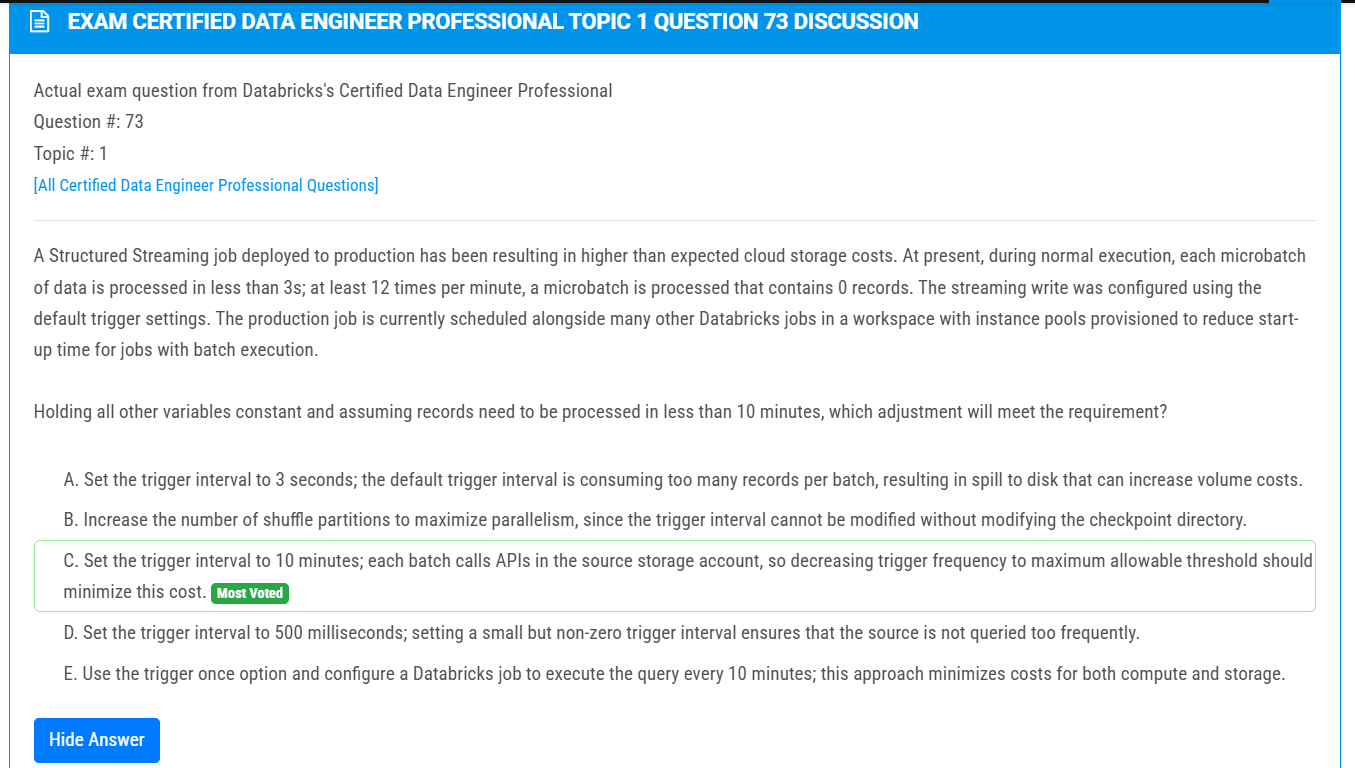 EXAM CERTIFIED DATA ENGINEER PROFESSIONAL TOPIC 1 QUESTION 73 DISCUSSION
Actual exam question from Databricks's Certified Data Engineer Professional
Question #: 73
Topic #: 1
[All Certified Data Engineer Professional Questions]
A Structured Streaming job deployed to production has been resulting in higher than expected cloud storage costs. At present, during normal execution, each microbatch
of data is processed in less than 3s; at least 12 times per minute, a microbatch is processed that contains 0 records. The streaming write was configured using the
default trigger settings. The production job is currently scheduled alongside many other Databricks jobs in a workspace with instance pools provisioned to reduce start-
up time for jobs with batch execution.
Holding all other variables constant and assuming records need to be processed in less than 10 minutes, which adjustment will meet the requirement?
A. Set the trigger interval to 3 seconds; the default trigger interval is consuming too many records per batch, resulting in spill to disk that can increase volume costs.
B. Increase the number of shuffle partitions to maximize parallelism, since the trigger interval cannot be modified without modifying the checkpoint directory.
C. Set the trigger interval to 10 minutes; each batch calls APIs in the source storage account, so decreasing trigger frequency to maximum allowable threshold should
minimize this cost. Most Voted
D. Set the trigger interval to 500 milliseconds; setting a small but non-zero trigger interval ensures that the source is not queried too frequently.
E. Use the trigger once option and configure a Databricks job to execute the query every 10 minutes; this approach minimizes costs for both compute and storage.
Hide Answer